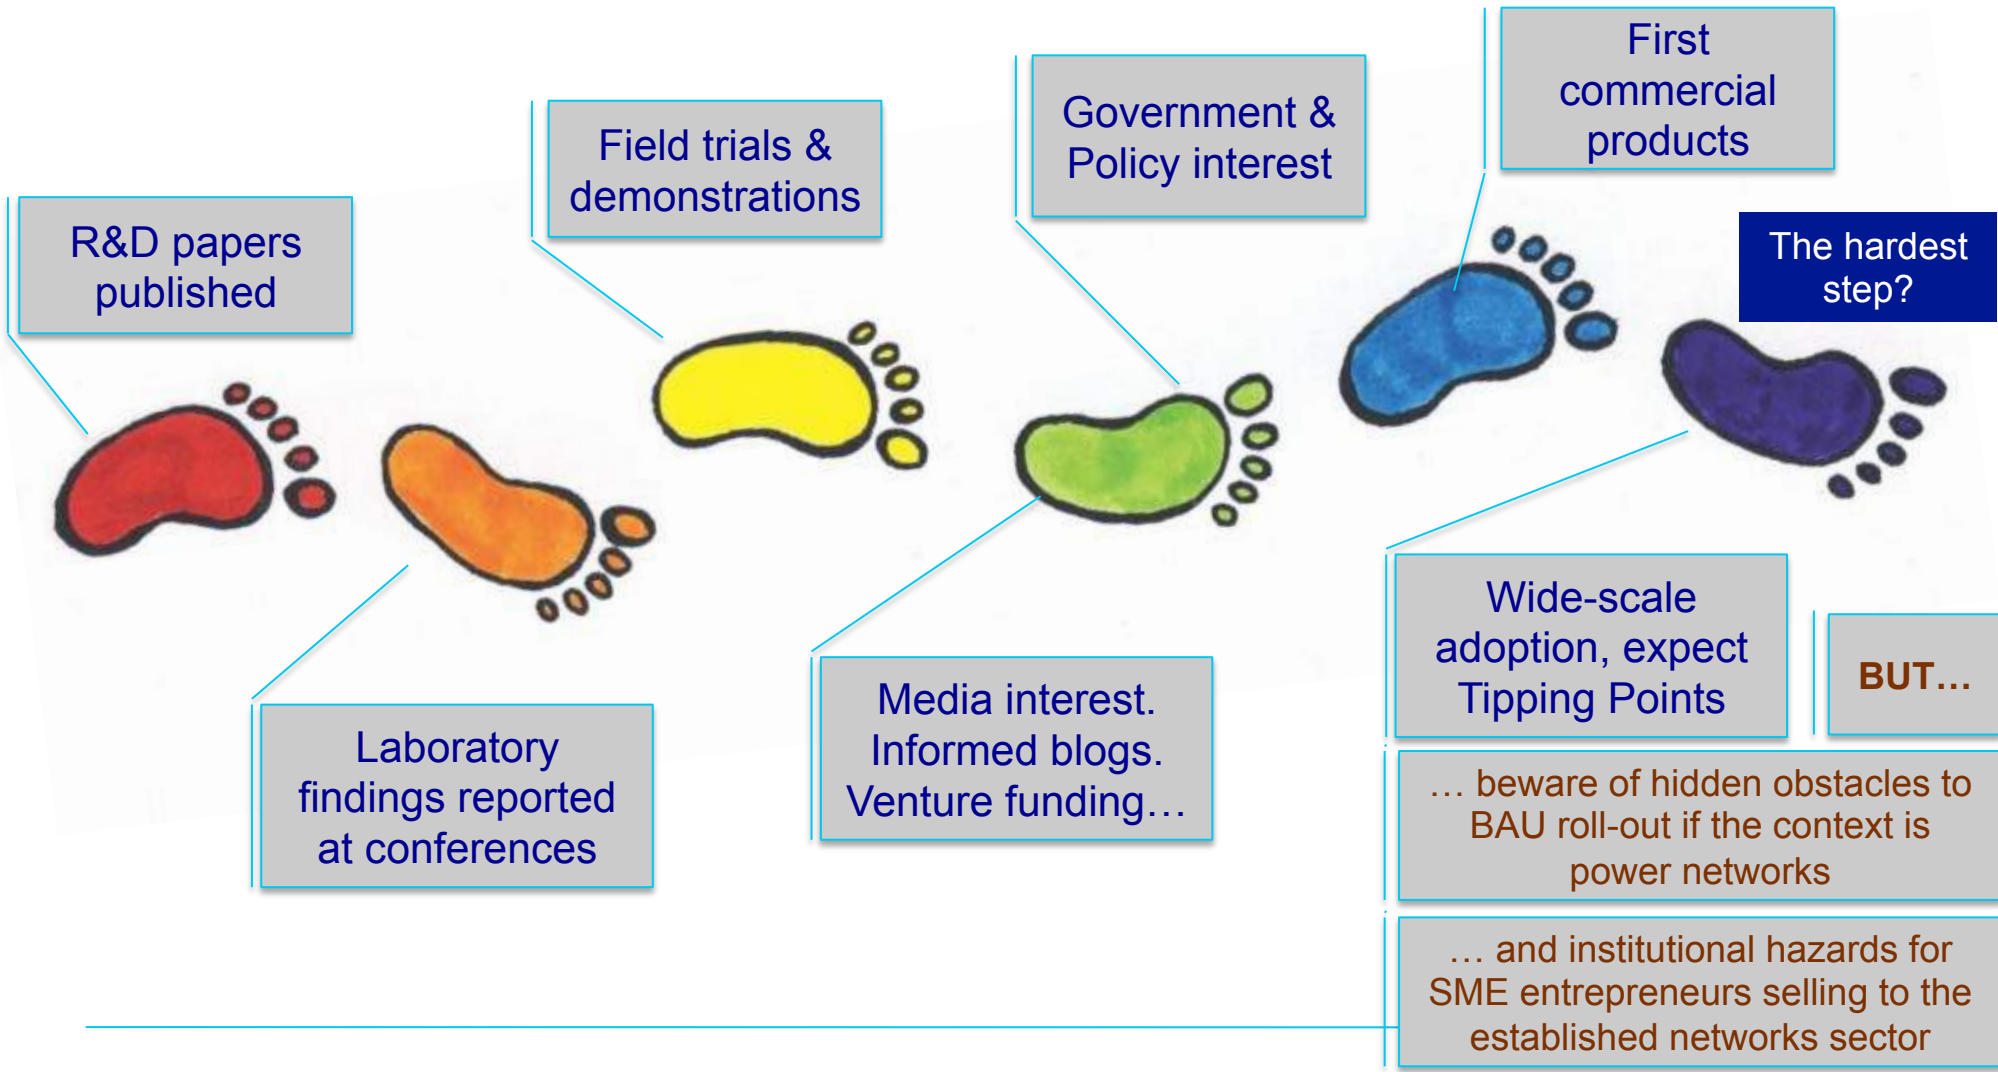 R&D papers
published
Laboratory
findings reported
at conferences
Field trials &
demonstrations
Government &
Policy interest
Media interest.
Informed blogs.
Venture funding…
First
commercial
products
The hardest
step?
Wide-scale
adoption, expect
Tipping Points
BUT…
… beware of hidden obstacles to
BAU roll-out if the context is
power networks
… and institutional hazards for
SME entrepreneurs selling to the
established networks sector